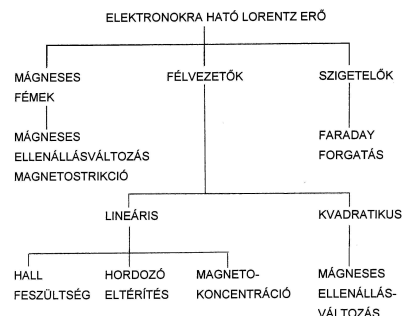 ELEKTRONOKRA HATÓ LORENTZ ERŐ
MÁGNESES
FÉMEK
FÉLVEZETŐK
SZIGETELŐK
MÁGNESES
ELLENÁLLÁSVÁLTOZÁS
MAGNETOSTRIKCIÓ
FARADAY
FORGATÁS
LINEÁRIS
KVADRATIKUS
HALL
FESZÜLTSÉG
HORDOZÓ
ELTÉRÍTÉS
MAGNETO-
KONCENTRÁCIÓ
MÁGNESES
ELLENÁLLÁS-
VÁLTOZÁS